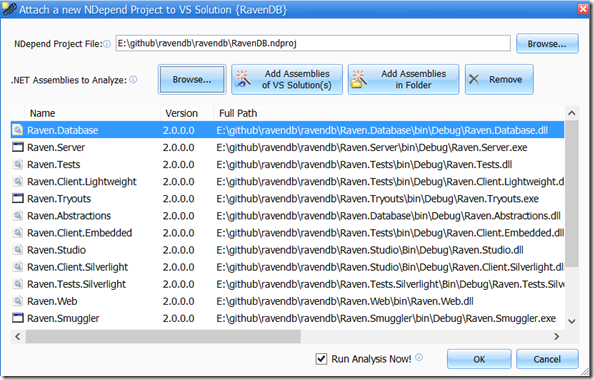 Attach a new NDepend Project to VS Solution {RavenDB}
NDepend Project File: E:\github\ravendb\ravendb\RavenDB.ndproj Browse...
.NET Assemblies to Analyze: Browse... Add Assemblies of VS Solution(s) Add Assemblies in Folder Remove
Name Version Full Path
Raven.Database 2.0.0.0 E:\github\ravendb\ravendb\Raven.Database\bin\Debug\Raven.Database.dll
Raven.Server 2.0.0.0 E:\github\ravendb\ravendb\Raven.Server\bin\Debug\Raven.Server.exe
Raven.Tests 2.0.0.0 E:\github\ravendb\ravendb\Raven.Tests\bin\Debug\Raven.Tests.dll
Raven.Client.Lightweight 2.0.0.0 E:\github\ravendb\ravendb\Raven.Tests\bin\Debug\Raven.Client.Lightweight.d
Raven.Tryouts 2.0.0.0 E:\github\ravendb\ravendb\Raven.Tryouts\bin\Debug\Raven.Tryouts.exe
Raven.Abstractions 2.0.0.0 E:\github\ravendb\ravendb\Raven.Database\bin\Debug\Raven.Abstractions.dll
Raven.Client.Embedded 2.0.0.0 E:\github\ravendb\ravendb\Raven.Tests\bin\Debug\Raven.Client.Embedded.dll
Raven.Studio 2.0.0.0 E:\github\ravendb\ravendb\Raven.Studio\Bin\Debug\Raven.Studio.dll
Raven.Client.Silverlight 2.0.0.0 E:\github\ravendb\ravendb\Raven.Studio\Bin\Debug\Raven.Client.Silverlight.dll
Raven.Tests.Silverlight 2.0.0.0 E:\github\ravendb\ravendb\Raven.Tests.Silverlight\Bin\Debug\Raven.Tests.Silve
Raven.Web 2.0.0.0 E:\github\ravendb\ravendb\Raven.Web\bin\Raven.Web.dll
Raven.Smuggler 2.0.0.0 E:\github\ravendb\ravendb\Raven.Smuggler\bin\Debug\Raven.Smuggler.exe
Run Analysis Now! OK Cancel